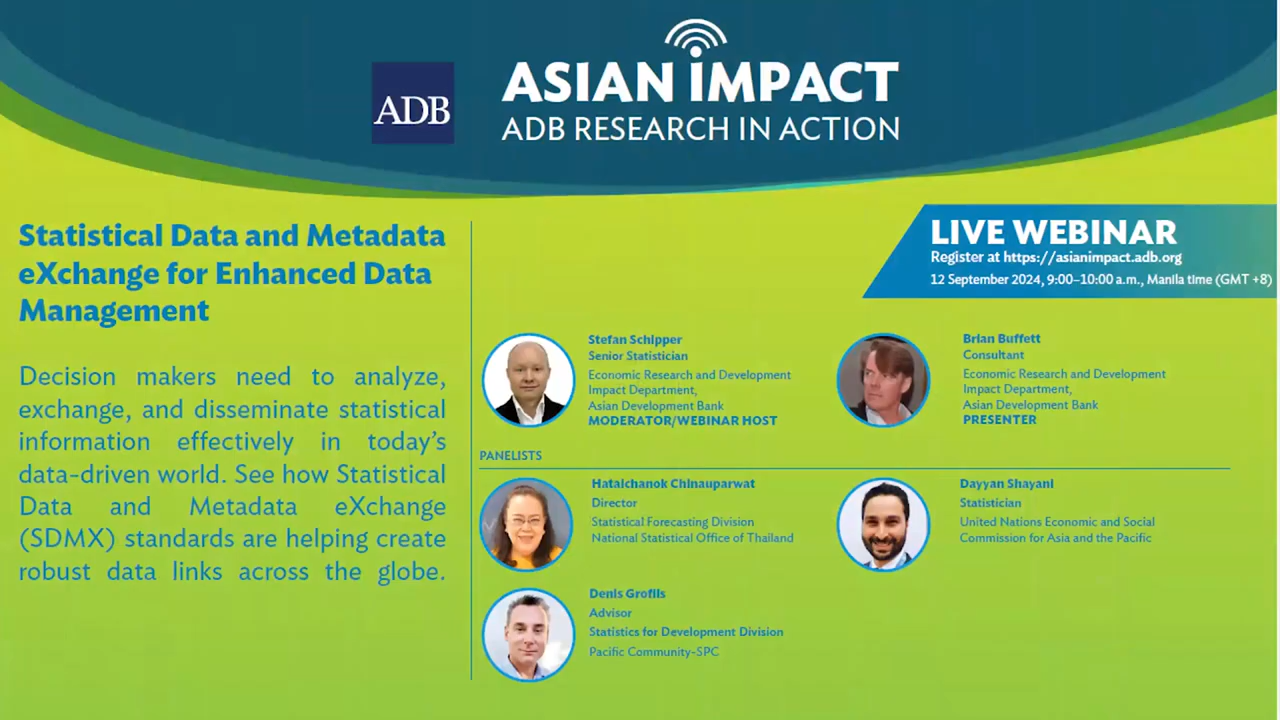 ADB
ASIAN IMPACT
ADB RESEARCH IN ACTION
Statistical Data and Metadata
eXchange for Enhanced Data
Management
Decision makers need to analyze,
exchange, and disseminate statistical
information effectively in today's
data-driven world. See how Statistical
Data and Metadata eXchange
(SDMX) standards are helping create
robust data links across the globe.
LIVE WEBINAR
Register at https://asianimpact.adb.org
12 September 2024, 9:00–10:00 a.m., Manila time (GMT +8)
Stefan Schipper
Senior Statistician
Economic Research and Development
Impact Department,
Asian Development Bank
MODERATOR/WEBINAR HOST
Brian Buffett
Consultant
Economic Research and Development
Impact Department,
Asian Development Bank
PRESENTER
PANELISTS
Hataichanok Chinauparwat
Director
Statistical Forecasting Division
National Statistical Office of Thailand
Dayyan Shayani
Statistician
United Nations Economic and Social
Commission for Asia and the Pacific
Denis Grofils
Advisor
Statistics for Development Division
Pacific Community-SPC